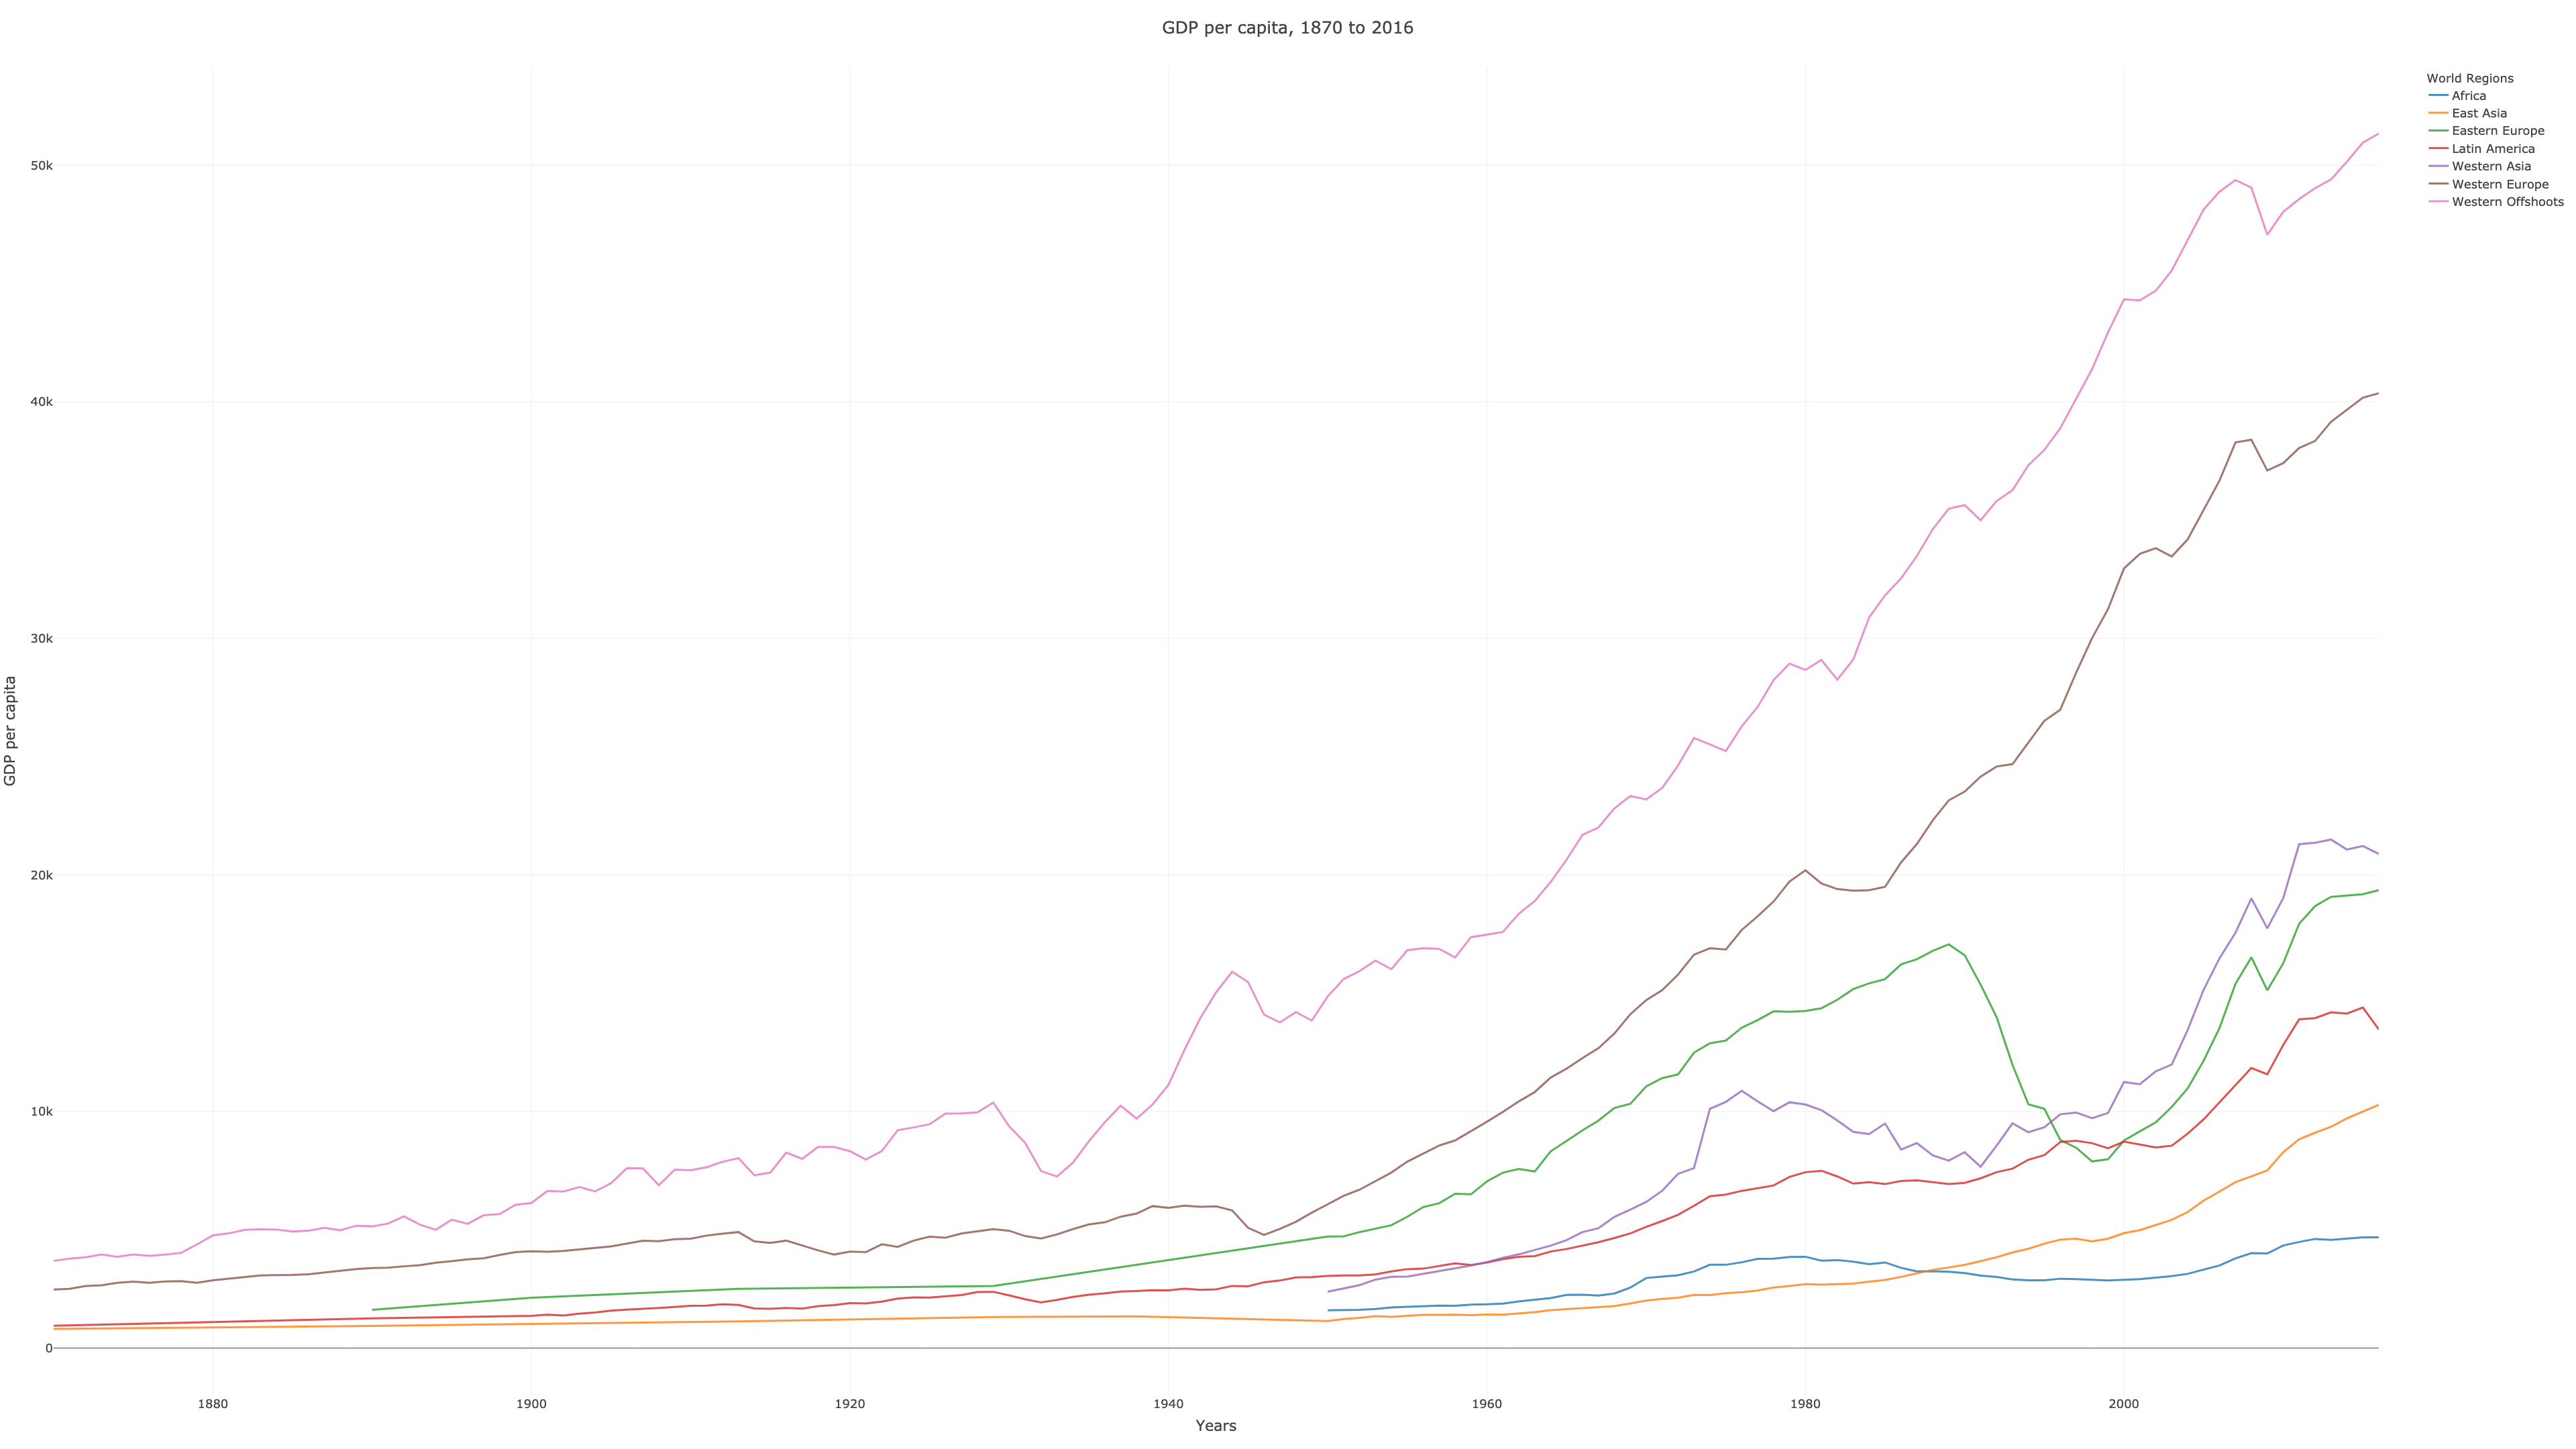 GDP per capita, 1870 to 2016
World Regions
Africa
East Asia
Eastern Europe
Latin America
Western Asia
Western Europe
Western Offshoots
50k
40k
30k
20k
10k
0
GDP per capita
1880
1900
1920
1940
1960
1980
2000
Years